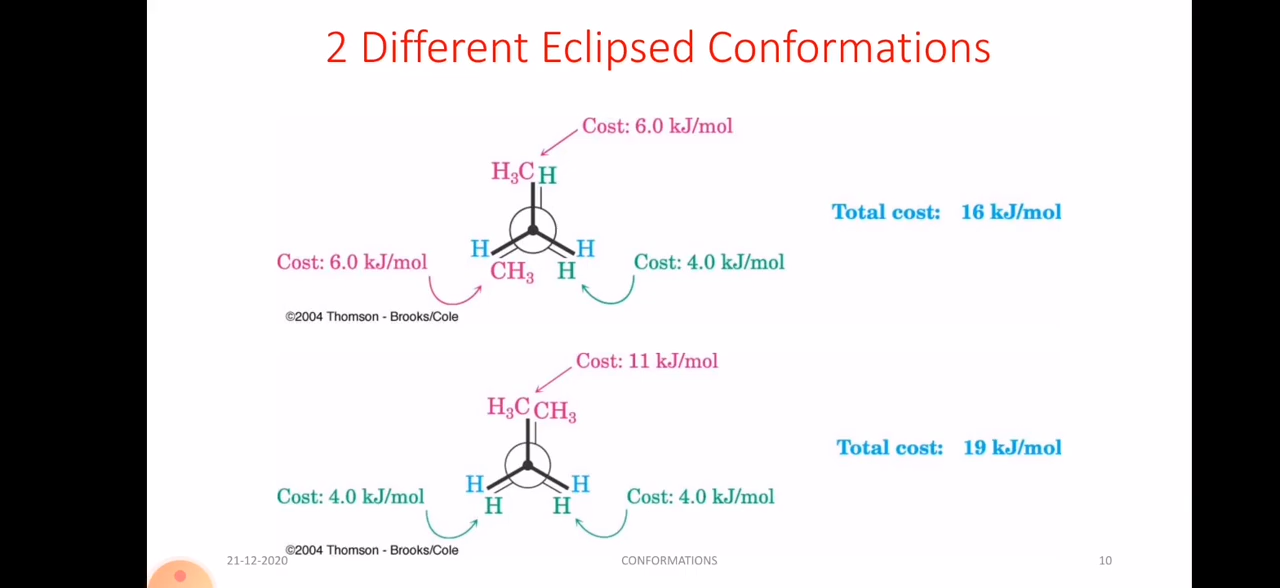 2 Different Eclipsed Conformations
Cost: 6.0 kJ/mol
H₃C H
Total cost: 16 kJ/mol
H H
Cost: 6.0 kJ/mol CH₃ H Cost: 4.0 kJ/mol
©2004 Thomson - Brooks/Cole
Cost: 11 kJ/mol
H₃C CH₃
Total cost: 19 kJ/mol
H H
Cost: 4.0 kJ/mol H H Cost: 4.0 kJ/mol
©2004 Thomson - Brooks/Cole
21-12-2020 CONFORMATIONS 10